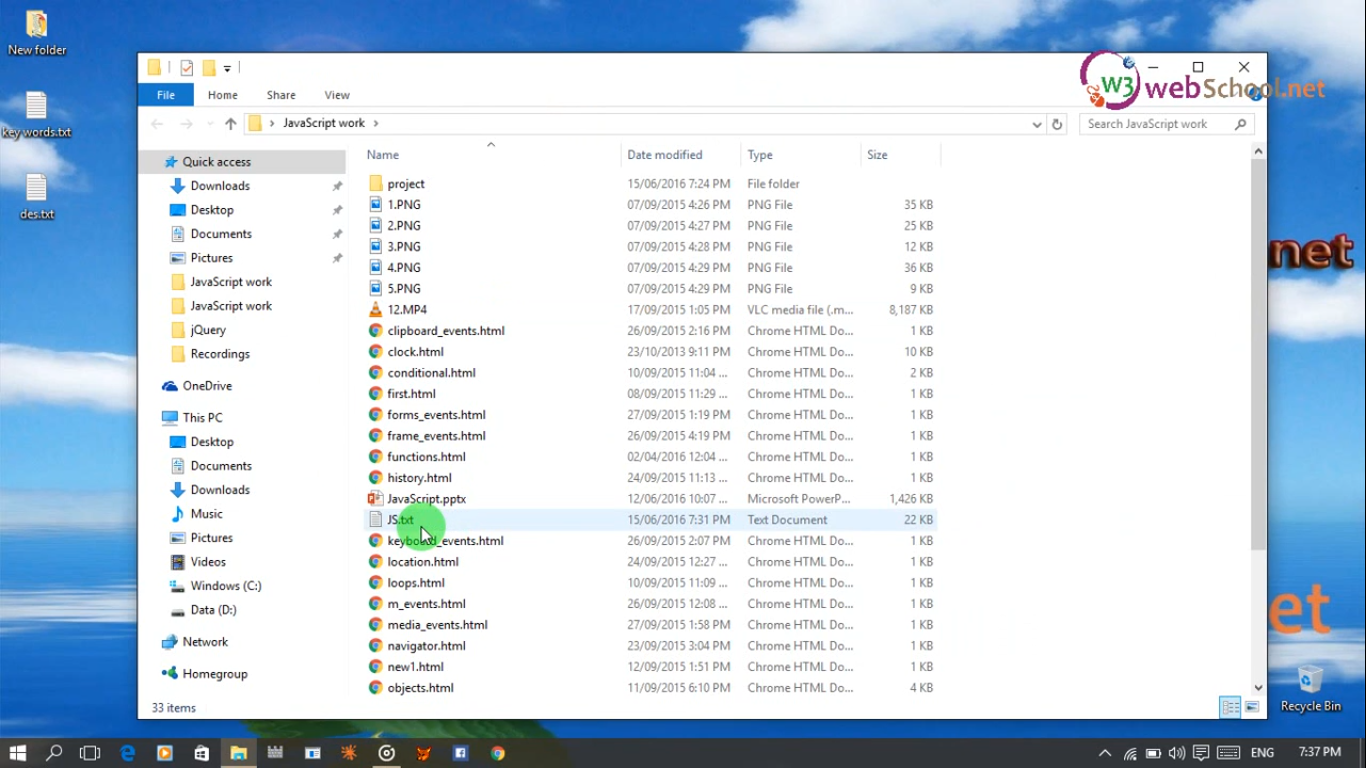 New folder
key words.txt
des.txt
W3 webSchool.net
File Home Share View
JavaScript work
Search JavaScript work
Quick access
Downloads
Desktop
Documents
Pictures
JavaScript work
JavaScript work
jQuery
Recordings
OneDrive
This PC
Desktop
Documents
Downloads
Music
Pictures
Videos
Windows (C:)
Data (D:)
Network
Homegroup
Name Date modified Type Size
project 15/06/2016 7:24 PM File folder
1.PNG 07/09/2015 4:26 PM PNG File 35 KB
2.PNG 07/09/2015 4:27 PM PNG File 25 KB
3.PNG 07/09/2015 4:28 PM PNG File 12 KB
4.PNG 07/09/2015 4:29 PM PNG File 36 KB
5.PNG 07/09/2015 4:29 PM PNG File 9 KB
12.MP4 17/09/2015 1:05 PM VLC media file (.m... 8,187 KB
clipboard_events.html 26/09/2015 2:16 PM Chrome HTML Do... 1 KB
clock.html 23/10/2013 9:11 PM Chrome HTML Do... 10 KB
conditional.html 10/09/2015 11:04 ... Chrome HTML Do... 2 KB
first.html 08/09/2015 11:29 ... Chrome HTML Do... 1 KB
forms_events.html 27/09/2015 1:19 PM Chrome HTML Do... 1 KB
frame_events.html 26/09/2015 4:19 PM Chrome HTML Do... 1 KB
functions.html 02/04/2016 12:04 ... Chrome HTML Do... 1 KB
history.html 24/09/2015 11:13 ... Chrome HTML Do... 1 KB
JavaScript.pptx 12/06/2016 10:07 ... Microsoft PowerP... 1,426 KB
JS.txt 15/06/2016 7:31 PM Text Document 22 KB
keyboard_events.html 26/09/2015 2:07 PM Chrome HTML Do... 1 KB
location.html 24/09/2015 12:27 ... Chrome HTML Do... 1 KB
loops.html 10/09/2015 11:09 ... Chrome HTML Do... 1 KB
m_events.html 26/09/2015 12:08 ... Chrome HTML Do... 1 KB
media_events.html 27/09/2015 1:58 PM Chrome HTML Do... 1 KB
navigator.html 23/09/2015 3:04 PM Chrome HTML Do... 1 KB
new1.html 12/09/2015 1:51 PM Chrome HTML Do... 1 KB
objects.html 11/09/2015 6:10 PM Chrome HTML Do... 4 KB
33 items
net
et
Recycle Bin
ENG 7:37 PM